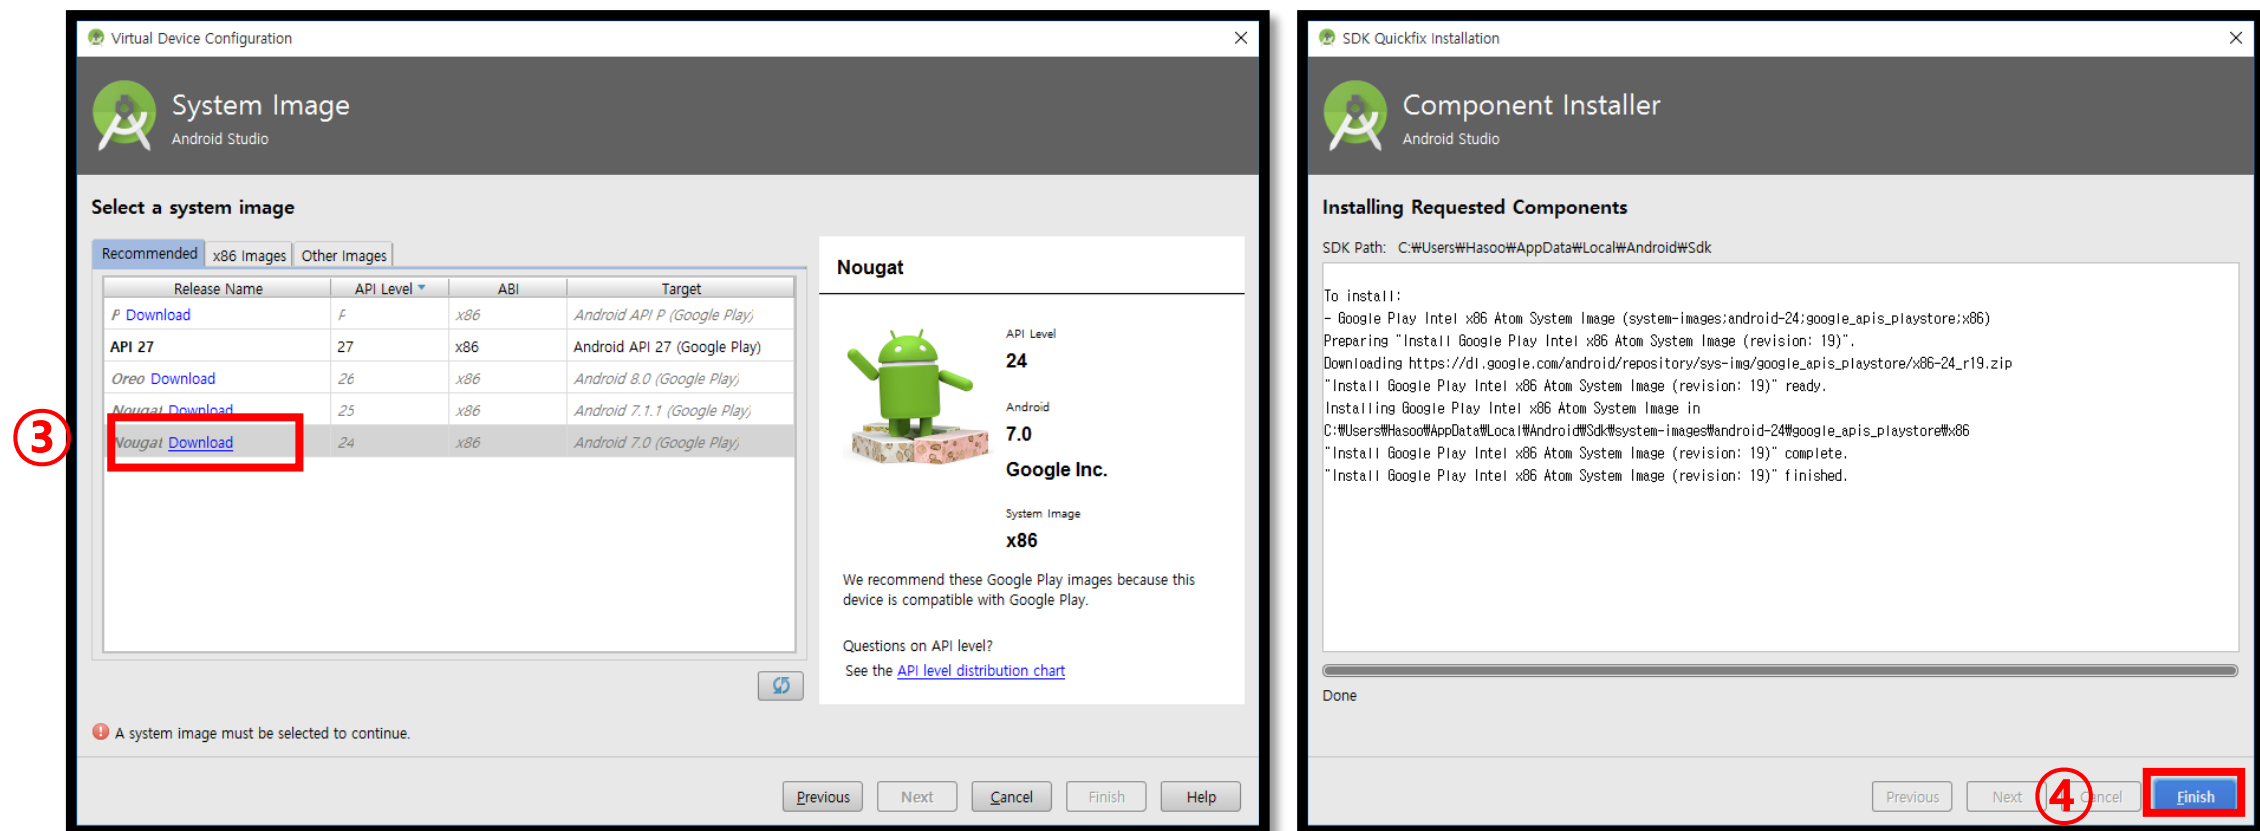 Virtual Device Configuration
System Image
Android Studio
Select a system image
Recommended x86 Images Other Images
Release Name API Level ABI Target
P Download P x86 Android API P (Google Play)
API 27 27 x86 Android API 27 (Google Play)
Oreo Download 26 x86 Android 8.0 (Google Play)
Nougat Download 25 x86 Android 7.1.1 (Google Play)
③ Nougat Download 24 x86 Android 7.0 (Google Play)
Nougat
API Level
24
Android
7.0
Google Inc.
System Image
x86
We recommend these Google Play images because this
device is compatible with Google Play.
Questions on API level?
See the API level distribution chart
A system image must be selected to continue.
Previous Next Cancel Finish Help
SDK Quickfix Installation
Component Installer
Android Studio
Installing Requested Components
SDK Path: C:₩Users₩Hasoo₩AppData₩Local₩Android₩Sdk
To install:
- Google Play Intel x86 Atom System Image (system-images;android-24;google_apis_playstore;x86)
Preparing "Install Google Play Intel x86 Atom System Image (revision: 19)".
Downloading https://dl.google.com/android/repository/sys-img/google_apis_playstore/x86-24_r19.zip
"Install Google Play Intel x86 Atom System Image (revision: 19)" ready.
Installing Google Play Intel x86 Atom System Image in
C:₩Users₩Hasoo₩AppData₩Local₩Android₩Sdk₩system-images₩android-24₩google_apis_playstore₩x86
"Install Google Play Intel x86 Atom System Image (revision: 19)" complete.
"Install Google Play Intel x86 Atom System Image (revision: 19)" finished.
Done
Previous Next ④ Cancel Finish